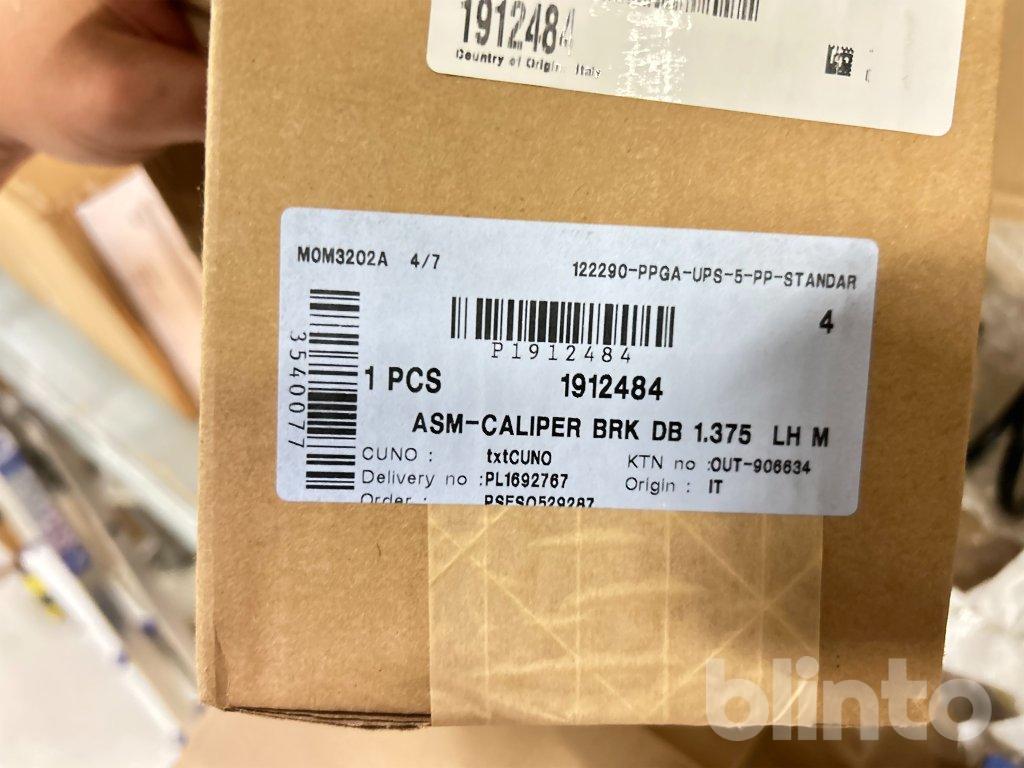 1912484
Country of Origin: Italy
MOM3202A 4/7
122290-PPGA-UPS-5-PP-STANDAR
4
P1912484
3540077
1 PCS 1912484
ASM-CALIPER BRK DB 1.375 LH M
CUNO : txtCUNO
KTN no :OUT-906634
Delivery no :PL1692767
Origin : IT
Order : PSESO529287
blinto